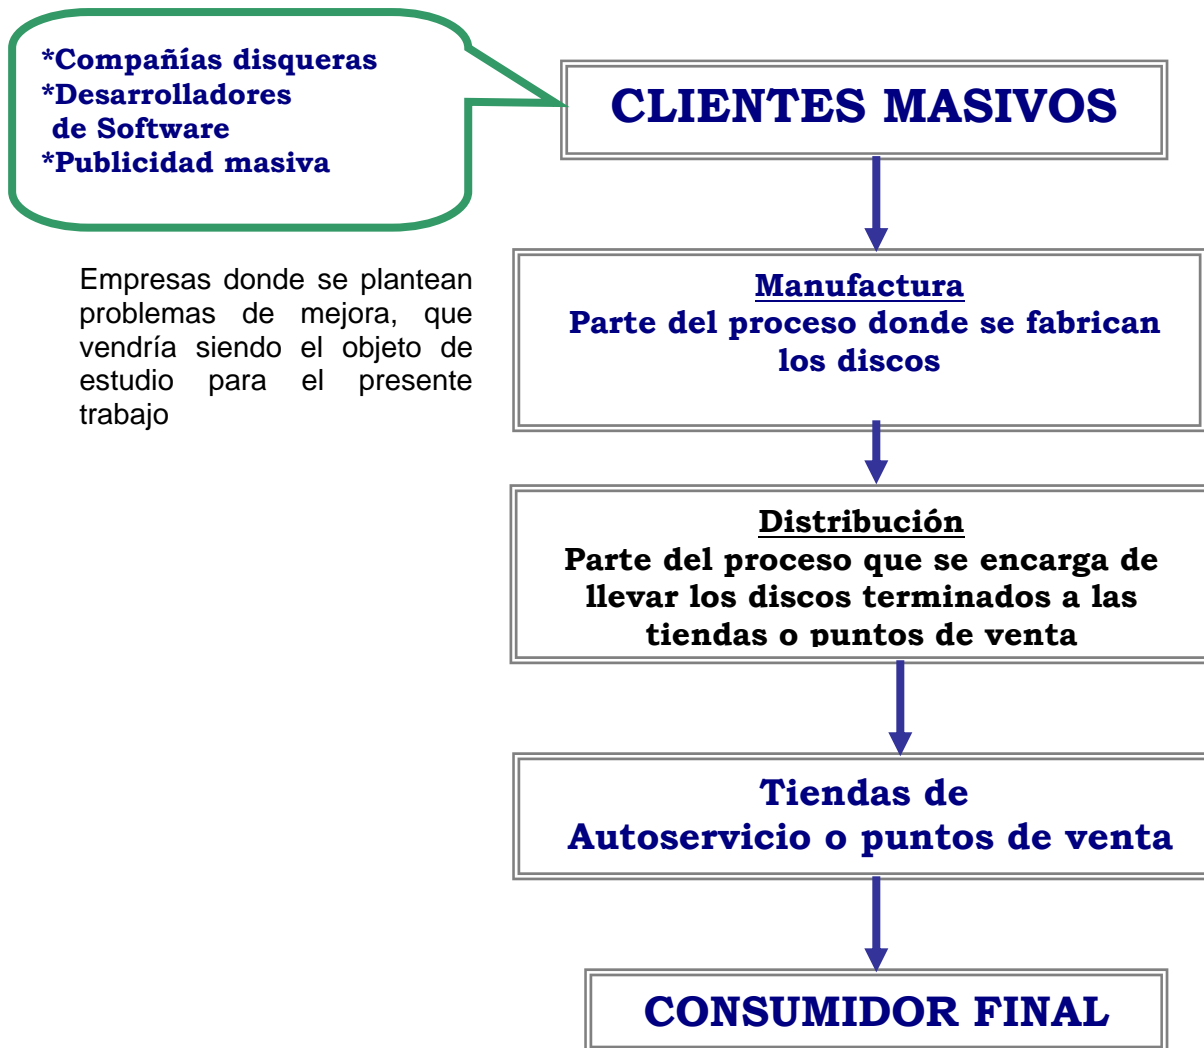 *Compañías disqueras
*Desarrolladores
de Software
*Publicidad masiva
CLIENTES MASIVOS
Empresas donde se plantean
problemas de mejora, que
vendría siendo el objeto de
estudio para el presente
trabajo
Manufactura
Parte del proceso donde se fabrican
los discos
Distribución
Parte del proceso que se encarga de
llevar los discos terminados a las
tiendas o puntos de venta
Tiendas de
Autoservicio o puntos de venta
CONSUMIDOR FINAL